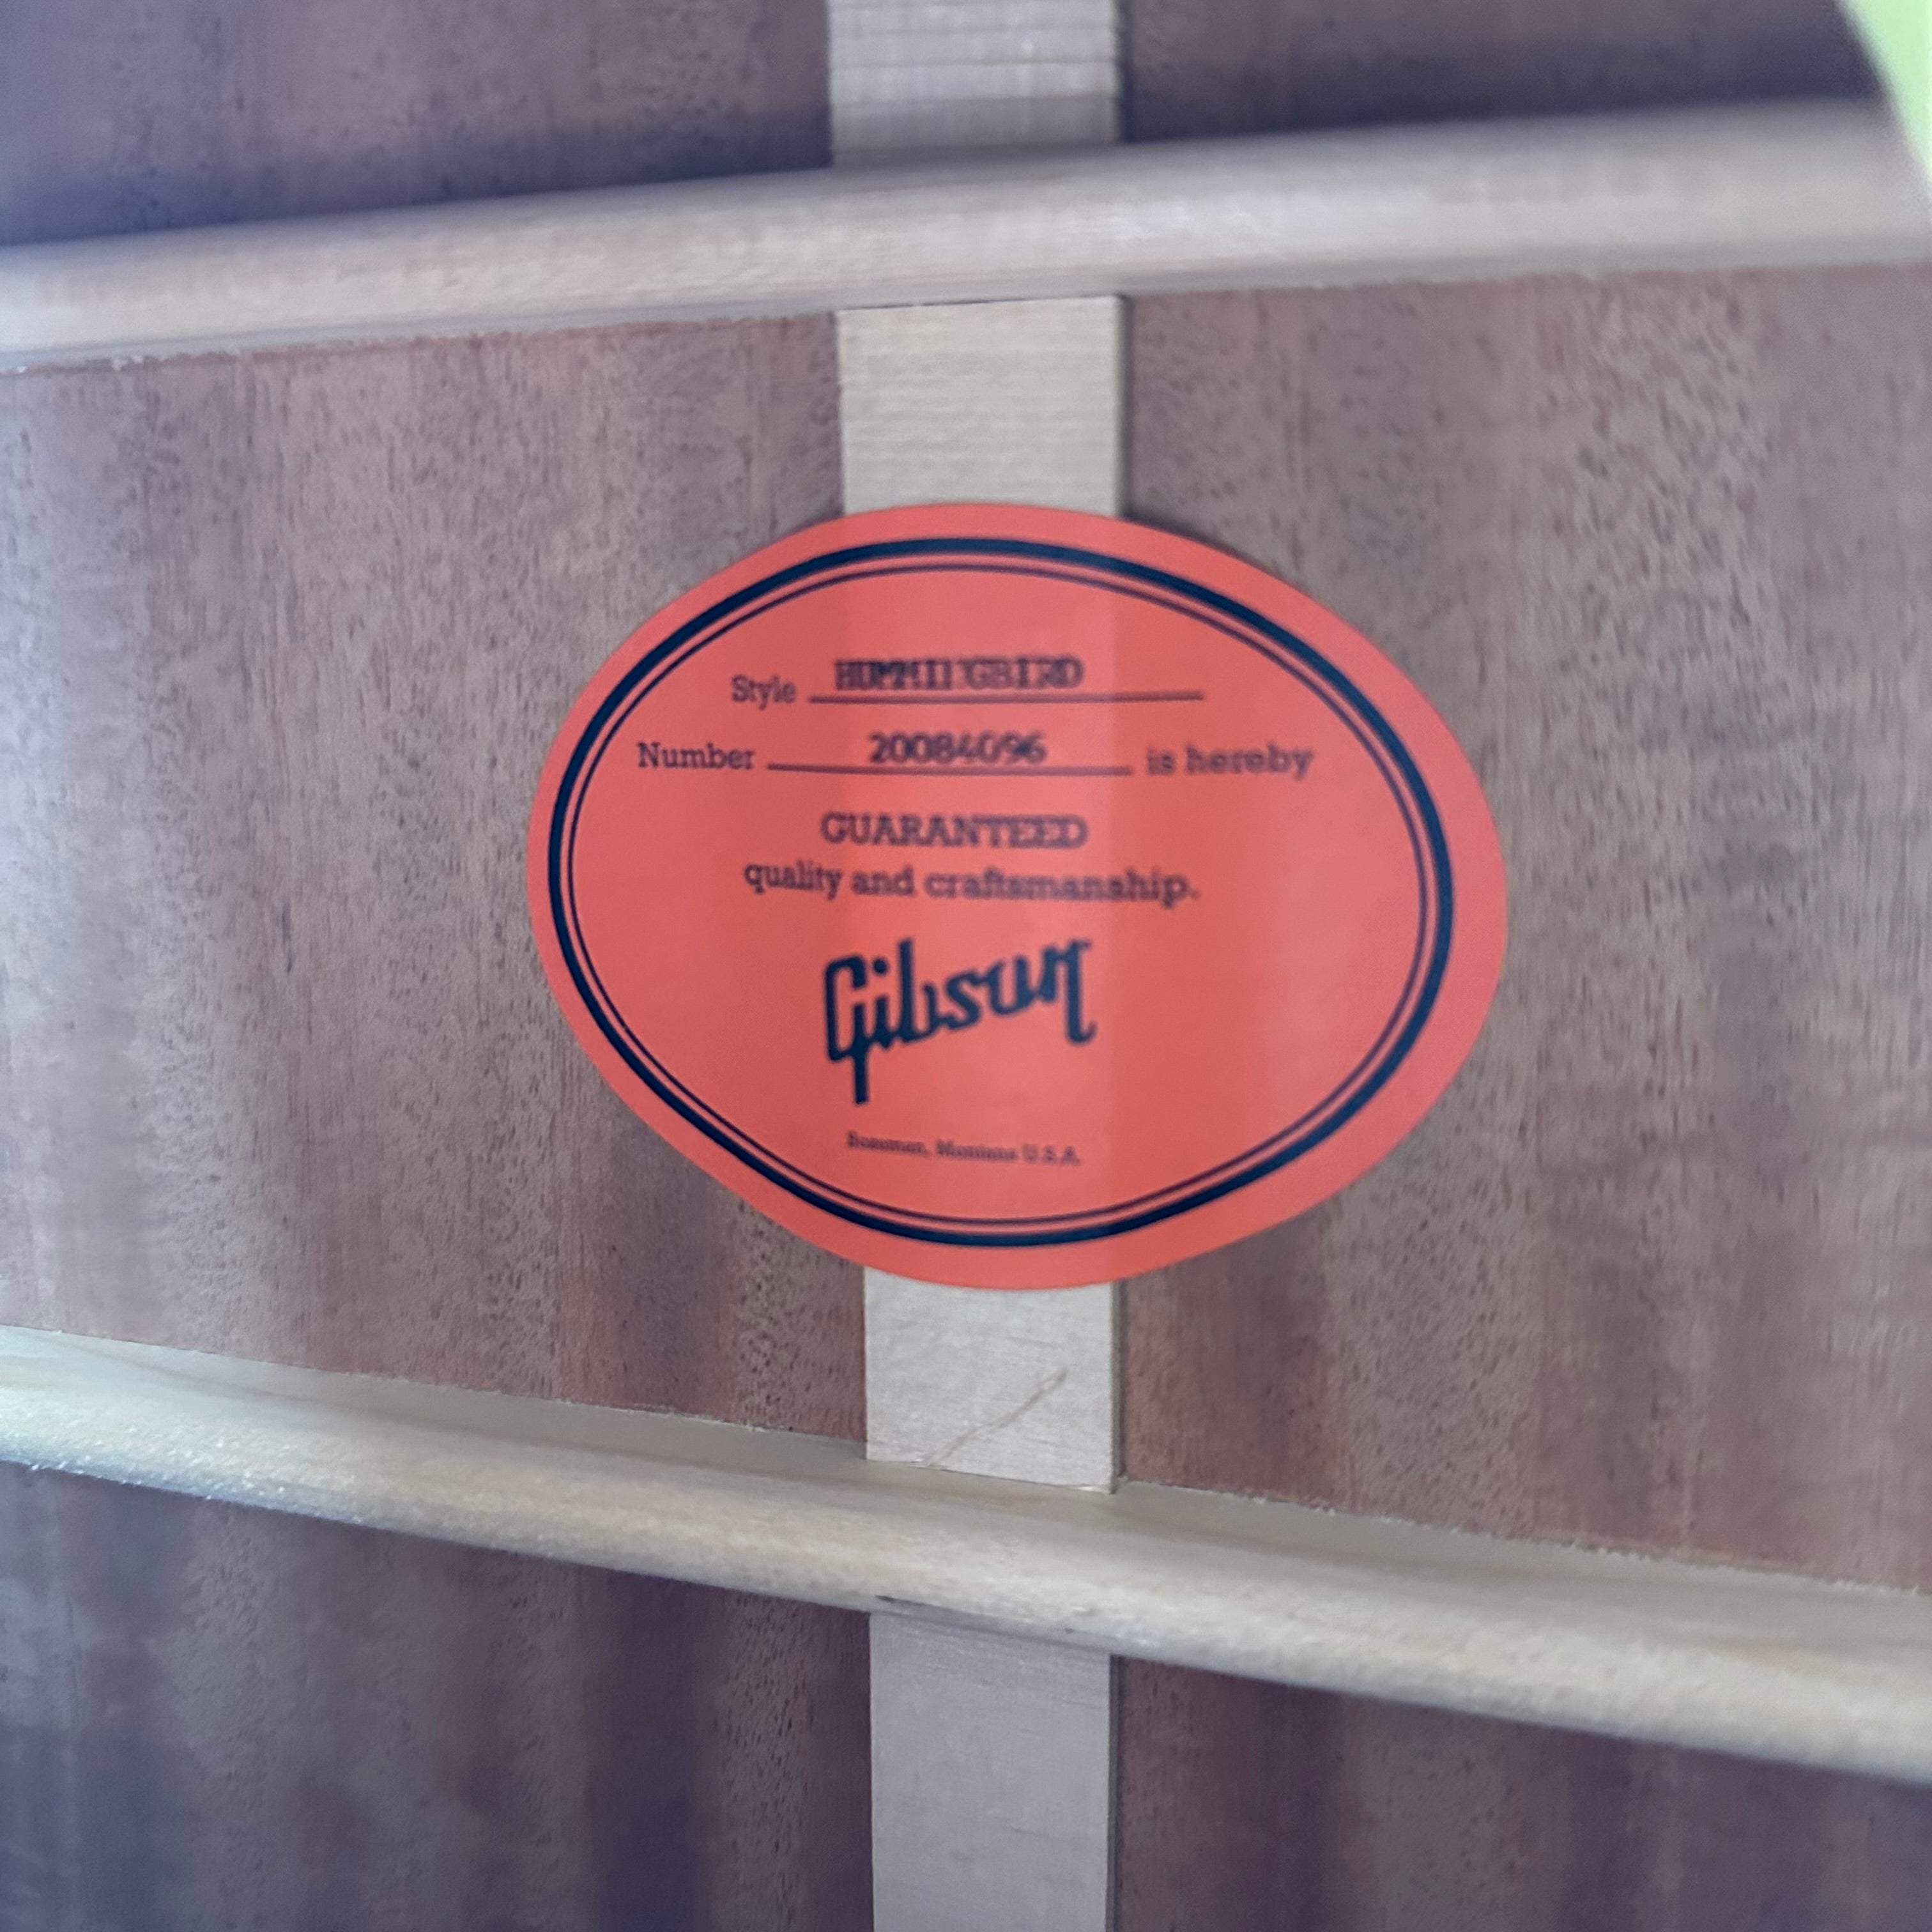 Style HUMMINGBIRD
Number 20084096 is hereby
GUARANTEED
quality and craftsmanship.
Gibson
Bozeman, Montana U.S.A.